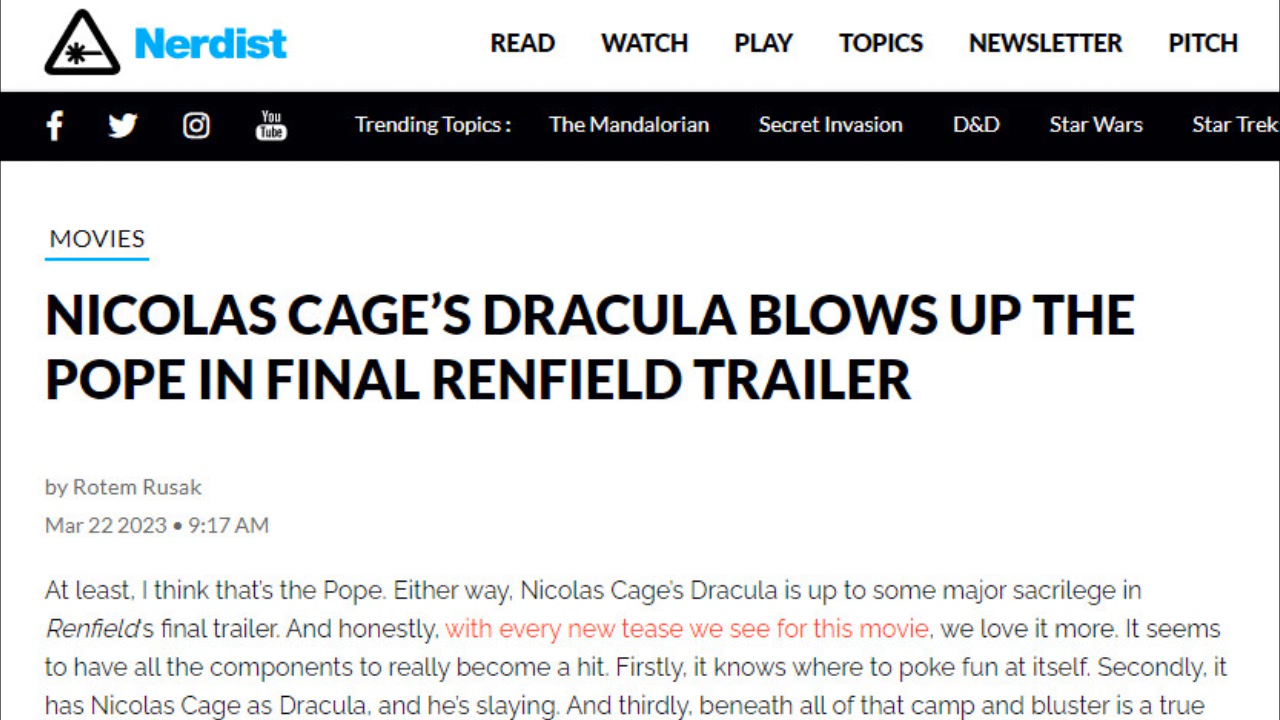 Nerdist
READ WATCH PLAY TOPICS NEWSLETTER PITCH
You
Tube
Trending Topics : The Mandalorian Secret Invasion D&D Star Wars Star Trek
MOVIES
NICOLAS CAGE’S DRACULA BLOWS UP THE
POPE IN FINAL RENFIELD TRAILER
by Rotem Rusak
Mar 22 2023 • 9:17 AM
At least, I think that’s the Pope. Either way, Nicolas Cage’s Dracula is up to some major sacrilege in
Renfield‘s final trailer. And honestly, with every new tease we see for this movie, we love it more. It seems
to have all the components to really become a hit. Firstly, it knows where to poke fun at itself. Secondly, it
has Nicolas Cage as Dracula, and he’s slaying. And thirdly, beneath all of that camp and bluster is a true